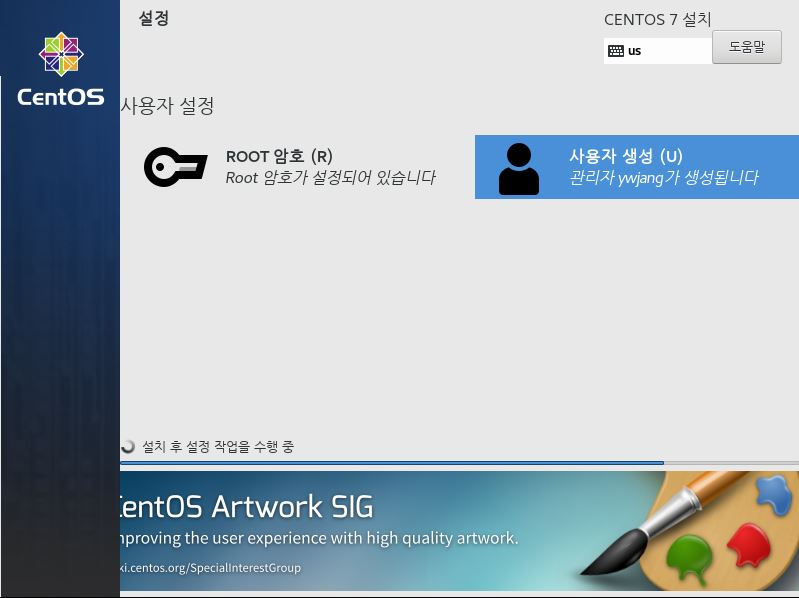 설정
CENTOS 7 설치
us
도움말
CentOS
사용자 설정
ROOT 암호 (R)
Root 암호가 설정되어 있습니다
사용자 생성 (U)
관리자 ywjang가 생성됩니다
설치 후 설정 작업을 수행 중
CentOS Artwork SIG
mproving the user experience with high quality artwork.
ki.centos.org/SpecialInterestGroup